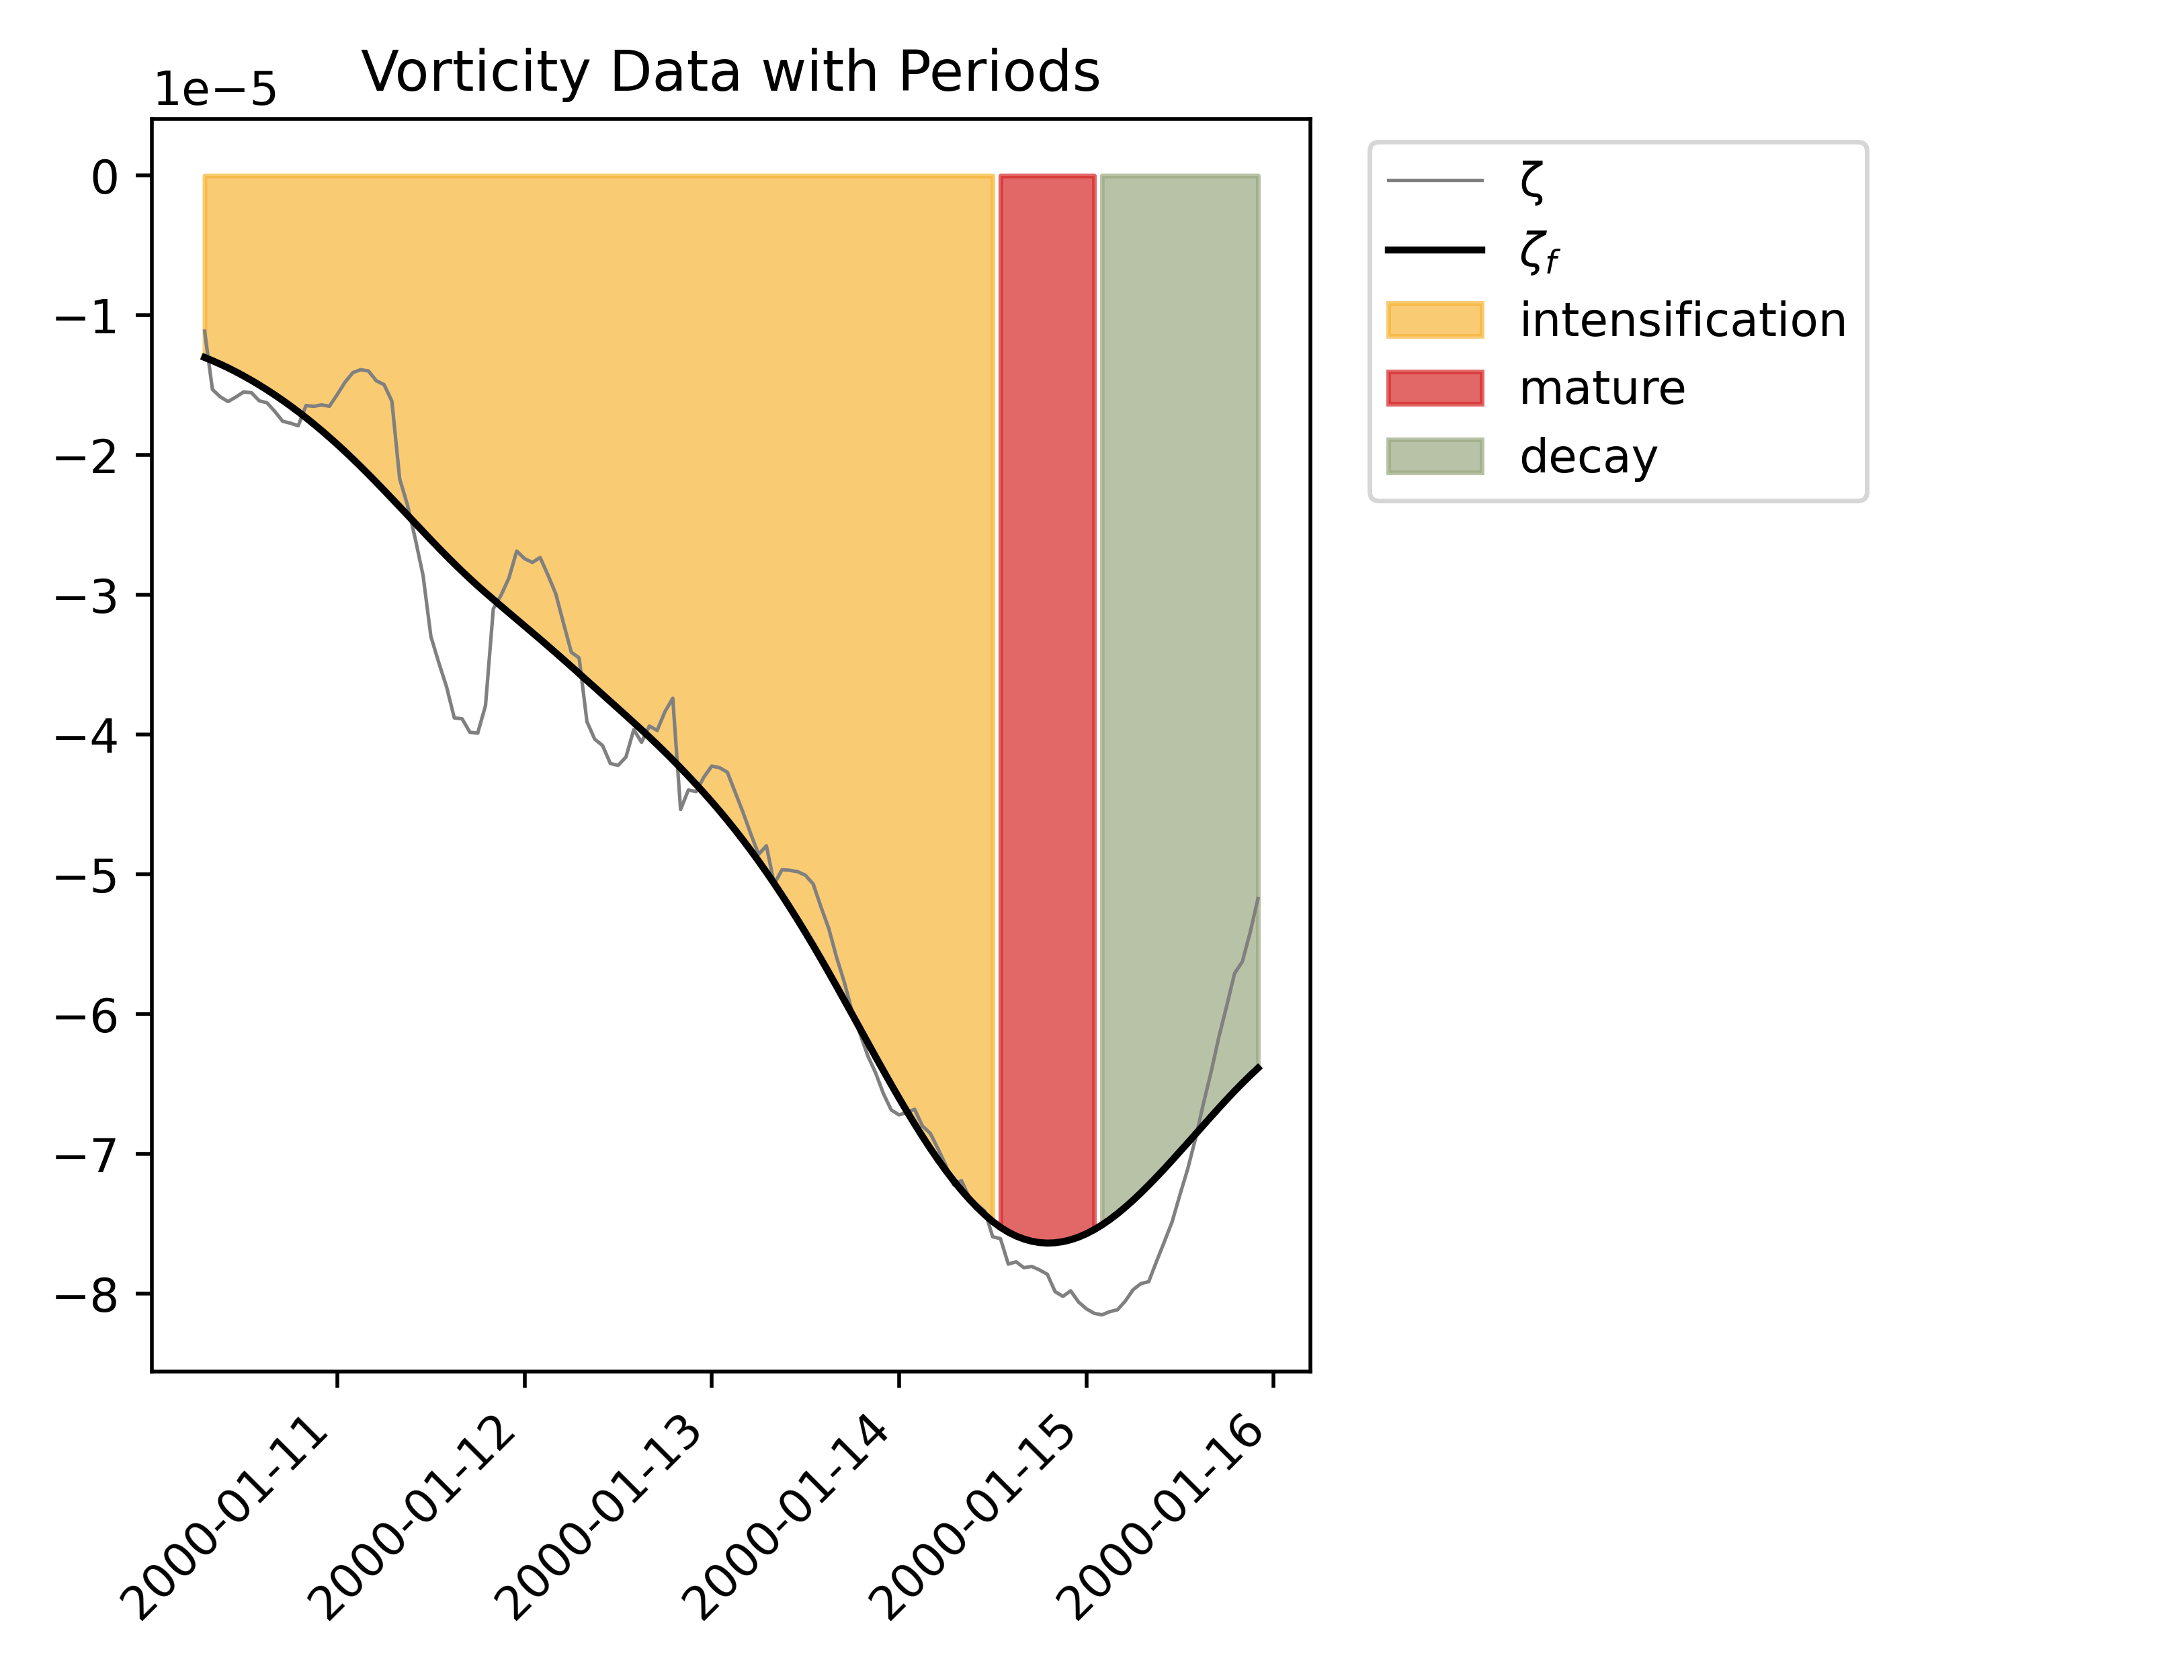 Vorticity Data with Periods
1e−5
0
−1
−2
−3
−4
−5
−6
−7
−8
2000-01-11
2000-01-12
2000-01-13
2000-01-14
2000-01-15
2000-01-16
ζ
ζf
intensification
mature
decay